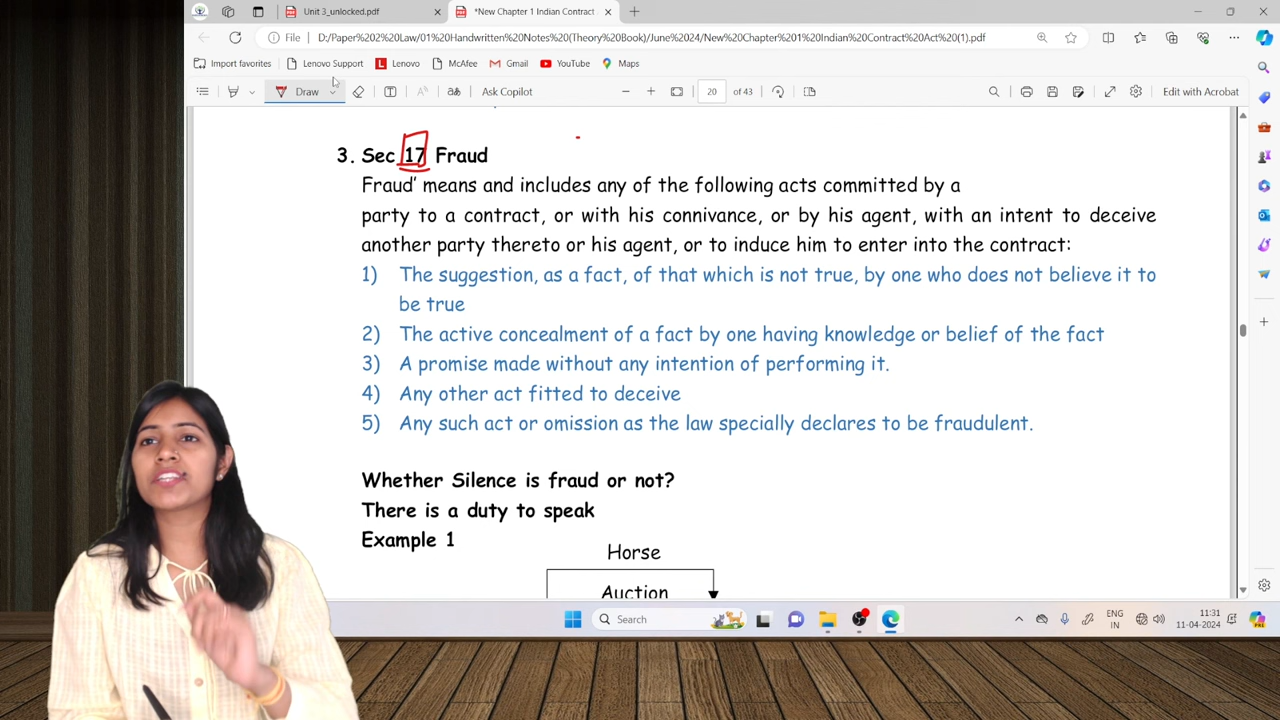 Unit 3_unlocked.pdf
*New Chapter 1 Indian Contract
File
D:/Paper%202%20Law/01%20Handwritten%20Notes%20(Theory%20Book)/June%2024/New%20Chapter%201%20Indian%20Contract%20Act%20(1).pdf
Import favorites
Lenovo Support
Lenovo
McAfee
Gmail
YouTube
Maps
Draw
Ask Copilot
20 of 43
Edit with Acrobat
3. Sec 17 Fraud
Fraud' means and includes any of the following acts committed by a
party to a contract, or with his connivance, or by his agent, with an intent to deceive
another party thereto or his agent, or to induce him to enter into the contract:
1) The suggestion, as a fact, of that which is not true, by one who does not believe it to
be true
2) The active concealment of a fact by one having knowledge or belief of the fact
3) A promise made without any intention of performing it.
4) Any other act fitted to deceive
5) Any such act or omission as the law specially declares to be fraudulent.
Whether Silence is fraud or not?
There is a duty to speak
Example 1
Horse
Auction
Search
ENG
IN
11:31
11-04-2024